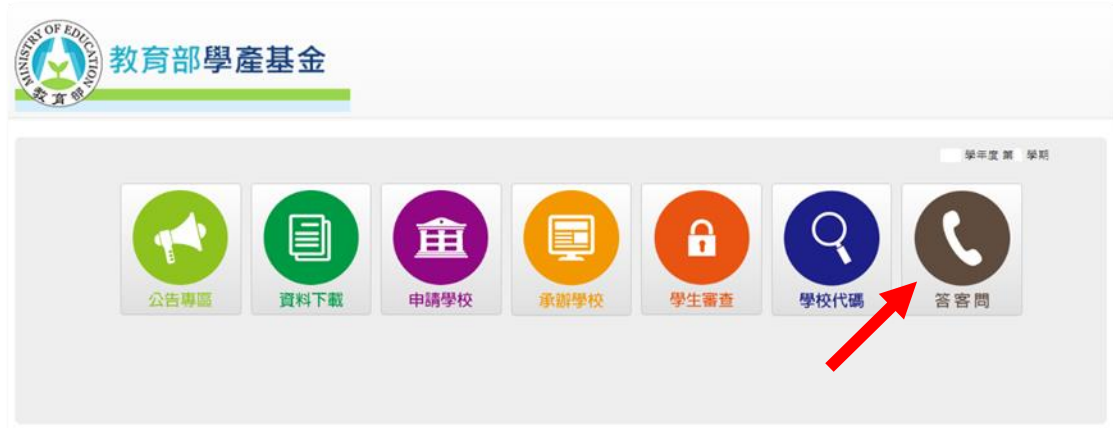 MINISTRY OF EDUCATION
教育部
教育部學產基金
學年度 第 學期
公告專區
資料下載
申請學校
承辦學校
學生審查
學校代碼
答客問